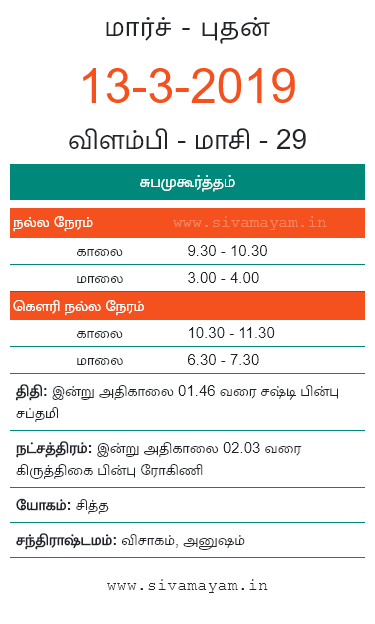 மார்ச் - புதன்
13-3-2019
விளம்பி - மாசி - 29
சுபமுகூர்த்தம்
நல்ல நேரம் www.sivamayam.in
காலை 9.30 - 10.30
மாலை 3.00 - 4.00
கௌரி நல்ல நேரம்
காலை 10.30 - 11.30
மாலை 6.30 - 7.30
திதி: இன்று அதிகாலை 01.46 வரை சஷ்டி பின்பு
சப்தமி
நட்சத்திரம்: இன்று அதிகாலை 02.03 வரை
கிருத்திகை பின்பு ரோகிணி
யோகம்: சித்த
சந்திராஷ்டமம்: விசாகம், அனுஷம்
www.sivamayam.in